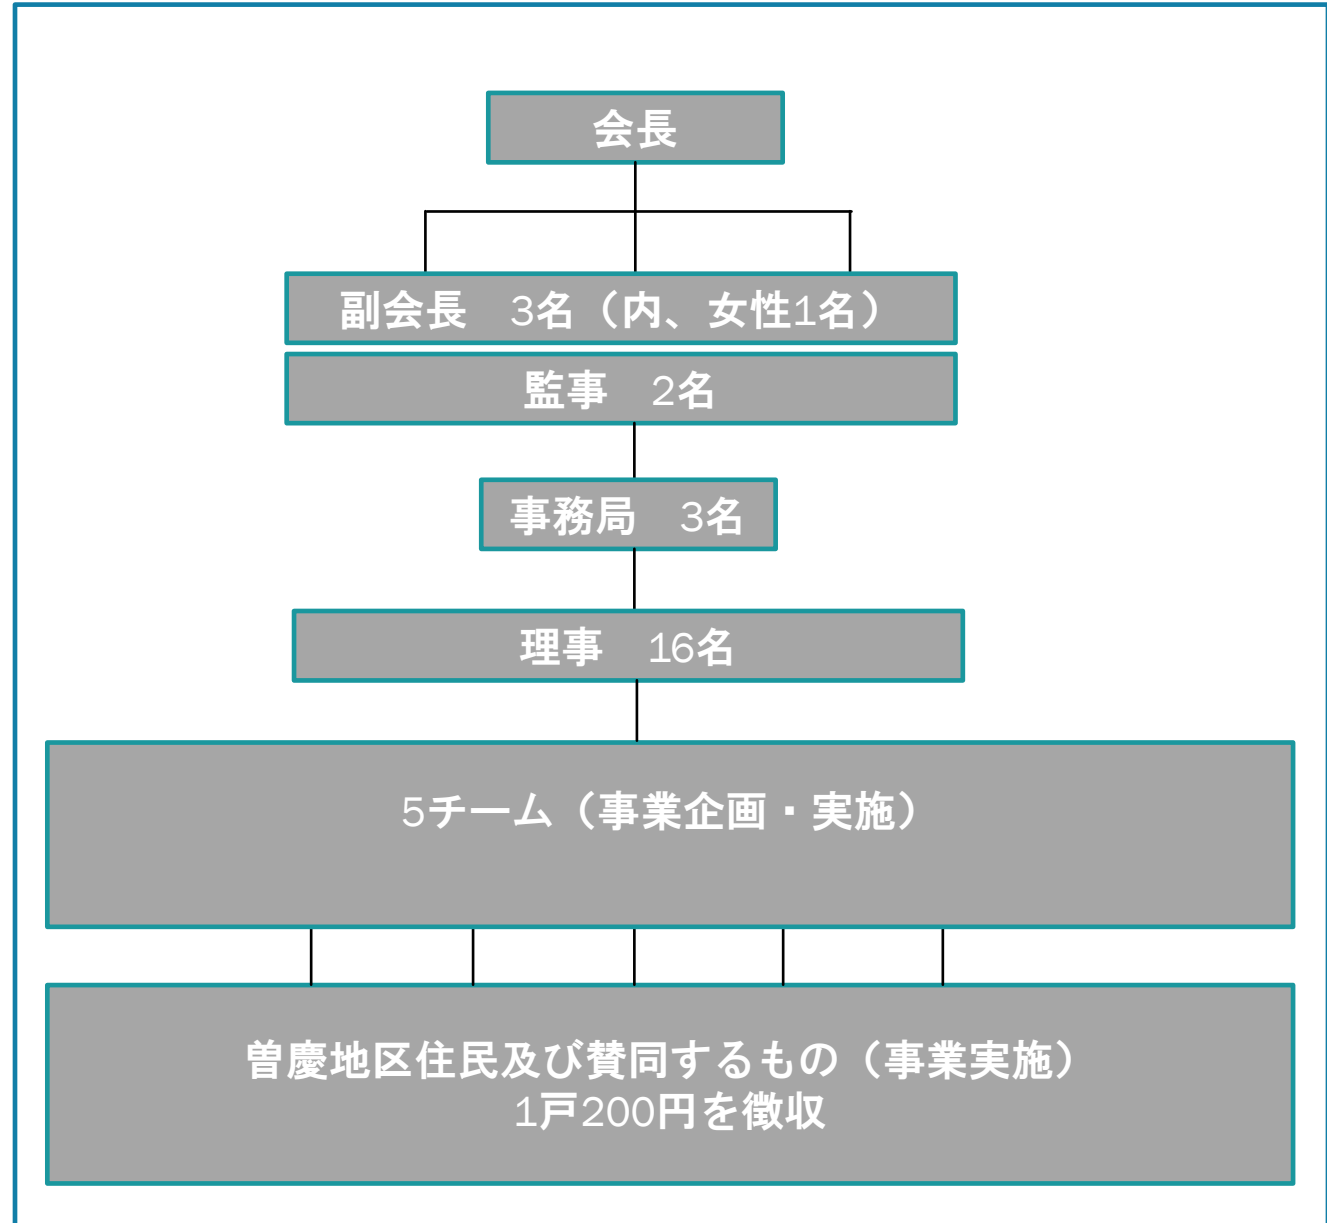 会長
副会長　3名（内、女性1名）
監事　2名
事務局　3名
理事　16名
5チーム（事業企画・実施）
曽慶地区住民及び賛同するもの（事業実施）
1戸200円を徴収